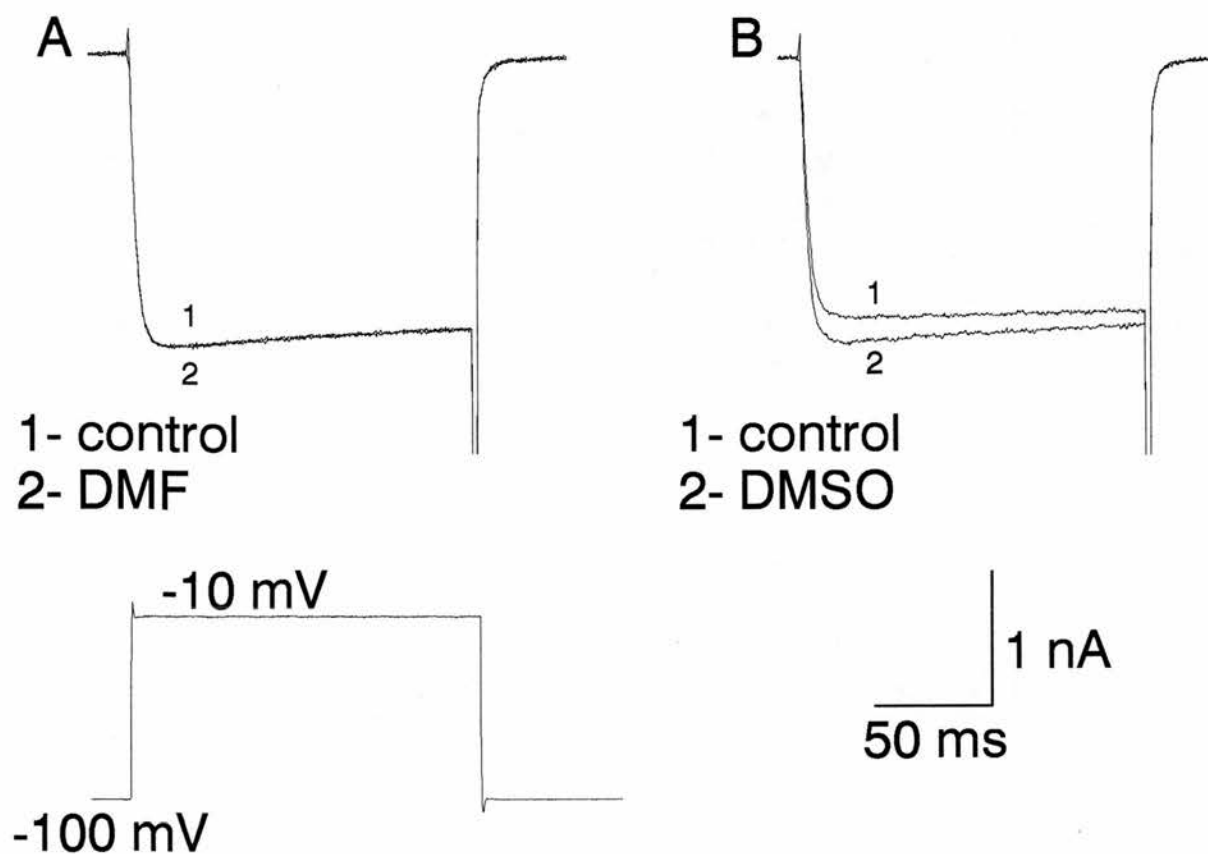 A
B
1
2
1
2
1- control
2- DMF
1- control
2- DMSO
-10 mV
-100 mV
1 nA
50 ms